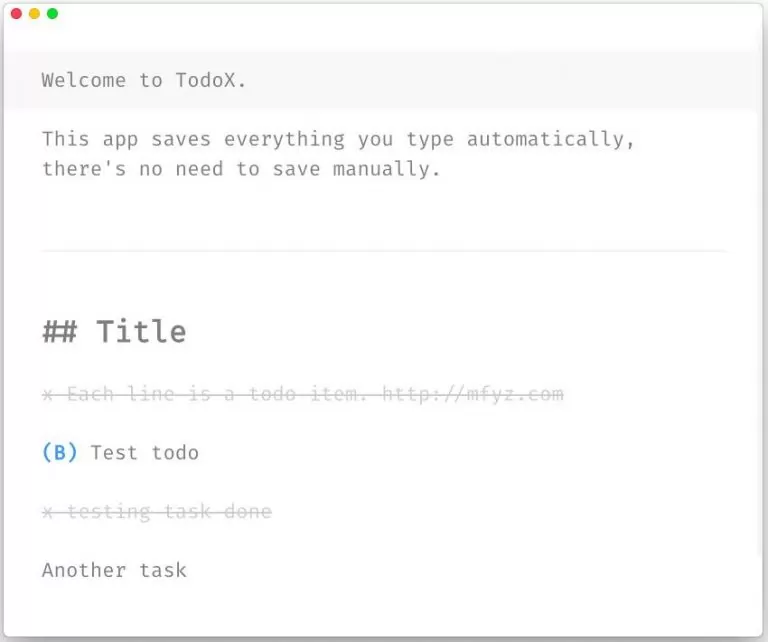 Welcome to TodoX.
This app saves everything you type automatically,
there's no need to save manually.
## Title
x Each line is a todo item. http://mfyz.com
(B) Test todo
x testing task done
Another task